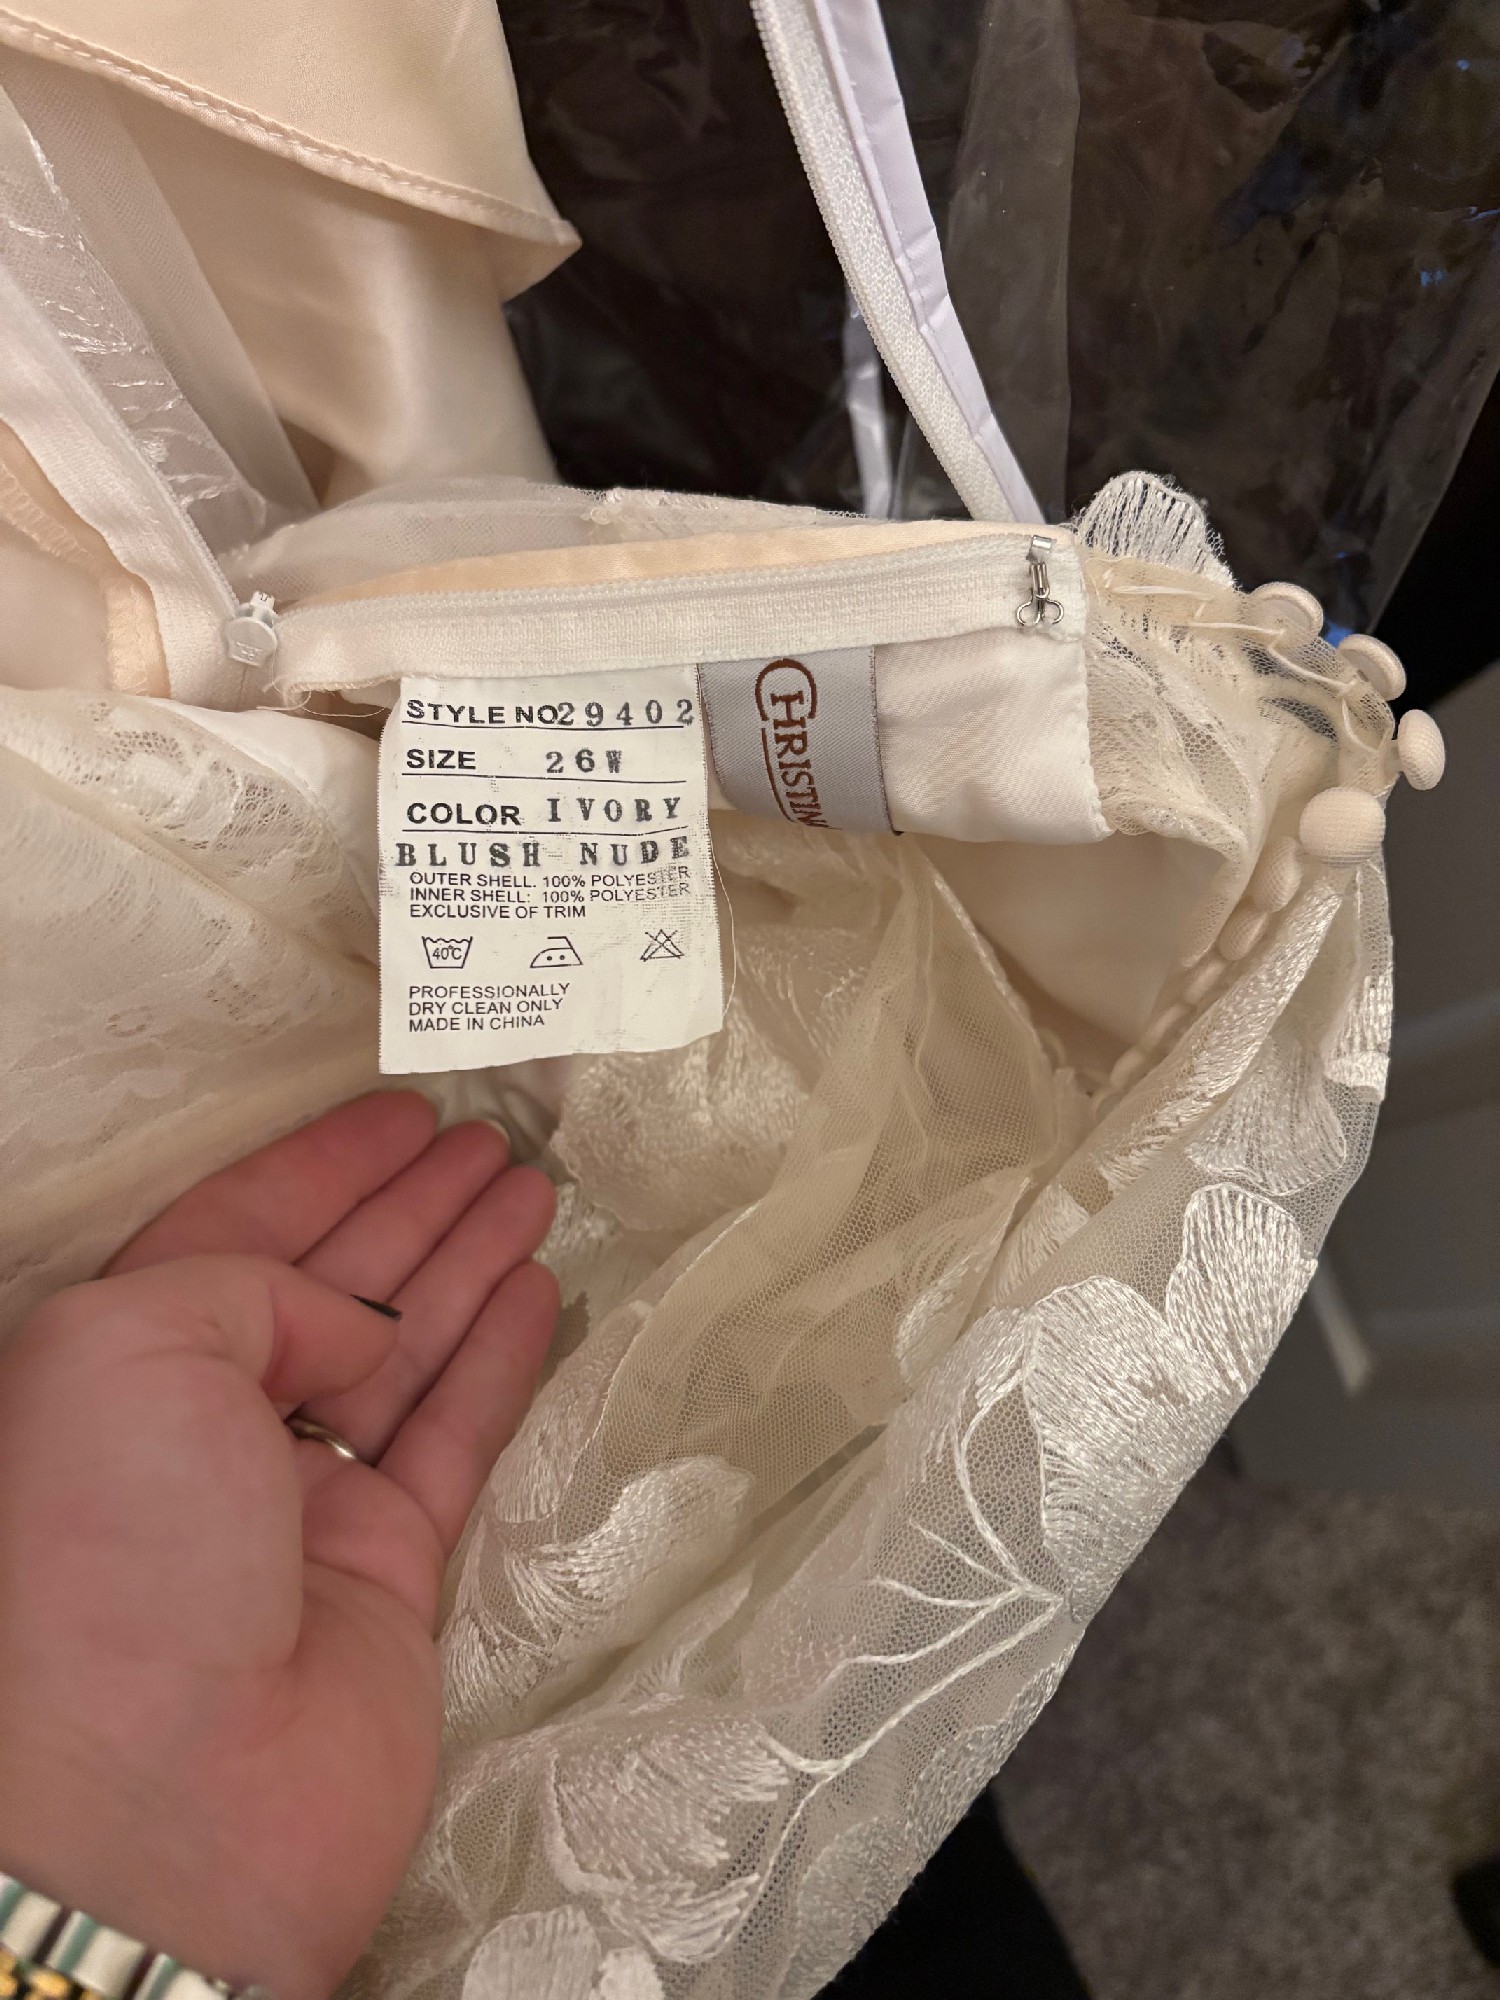 STYLE NO29402
SIZE 26W
COLOR IVORY
BLUSH NUDE
OUTER SHELL. 100% POLYESTER
INNER SHELL: 100% POLYESTER
EXCLUSIVE OF TRIM
40℃
PROFESSIONALLY
DRY CLEAN ONLY
MADE IN CHINA
CHRISTIN